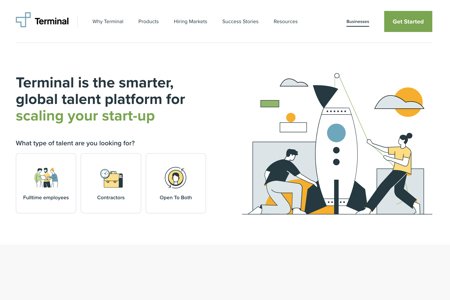 Terminal
Why Terminal
Products
Hiring Markets
Success Stories
Resources
Businesses
Get Started
Terminal is the smarter,
global talent platform for
scaling your start-up
What type of talent are you looking for?
Fulltime employees
Contractors
Open To Both